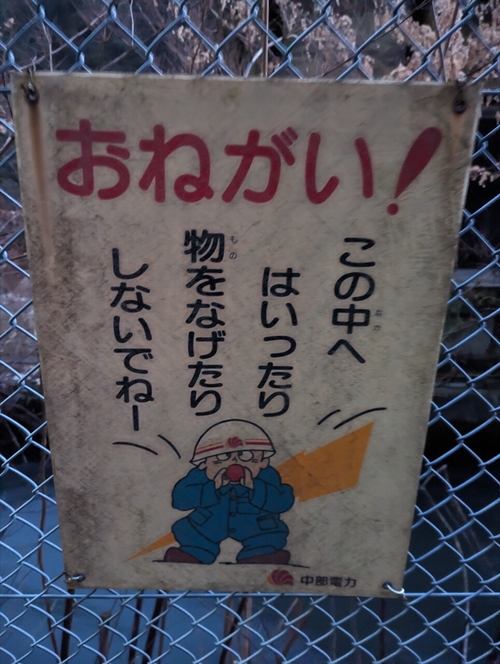 おねがい！
この中へ
はいったり
物をなげたり
しないでねー
中部電力